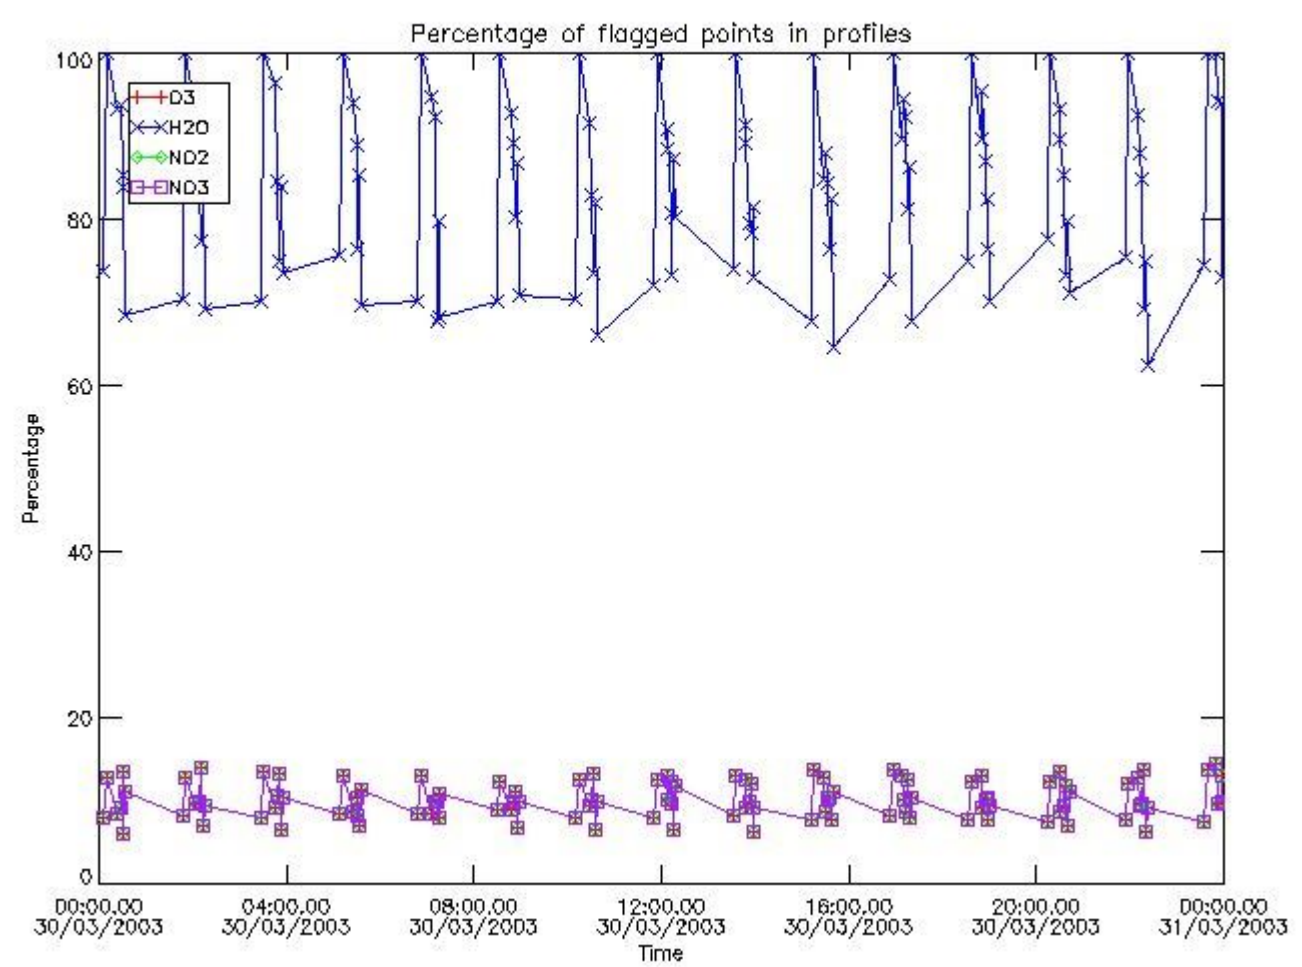 Percentage of flagged points in profiles
100
O3
H2O
NO2
NO3
80
60
Percentage
40
20
0
00:00.00 04:00.00 08:00.00 12:00.00 16:00.00 20:00.00 00:00.00
30/03/2003 30/03/2003 30/03/2003 30/03/2003 30/03/2003 30/03/2003 31/03/2003
Time